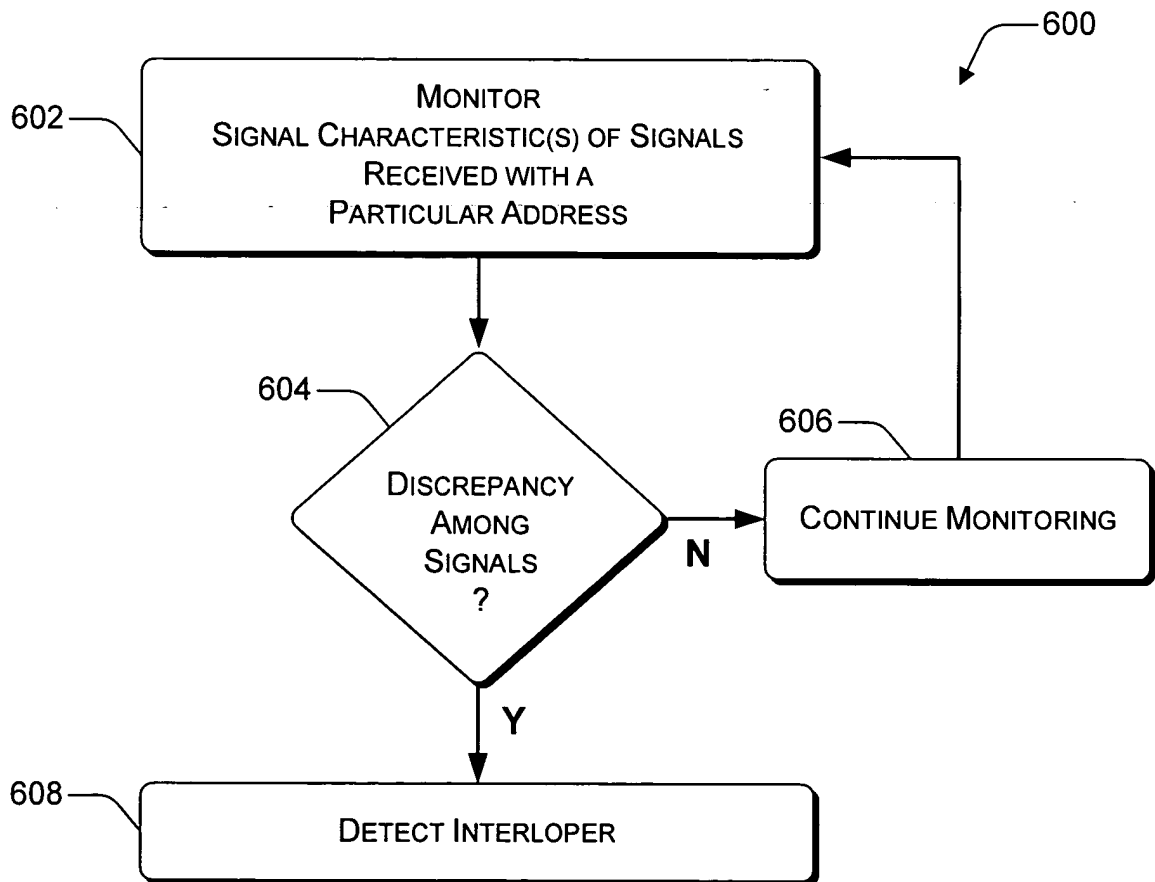 600
602
MONITOR
SIGNAL CHARACTERISTIC(S) OF SIGNALS
RECEIVED WITH A
PARTICULAR ADDRESS
604
DISCREPANCY
AMONG
SIGNALS
?
N
606
CONTINUE MONITORING
Y
608
DETECT INTERLOPER